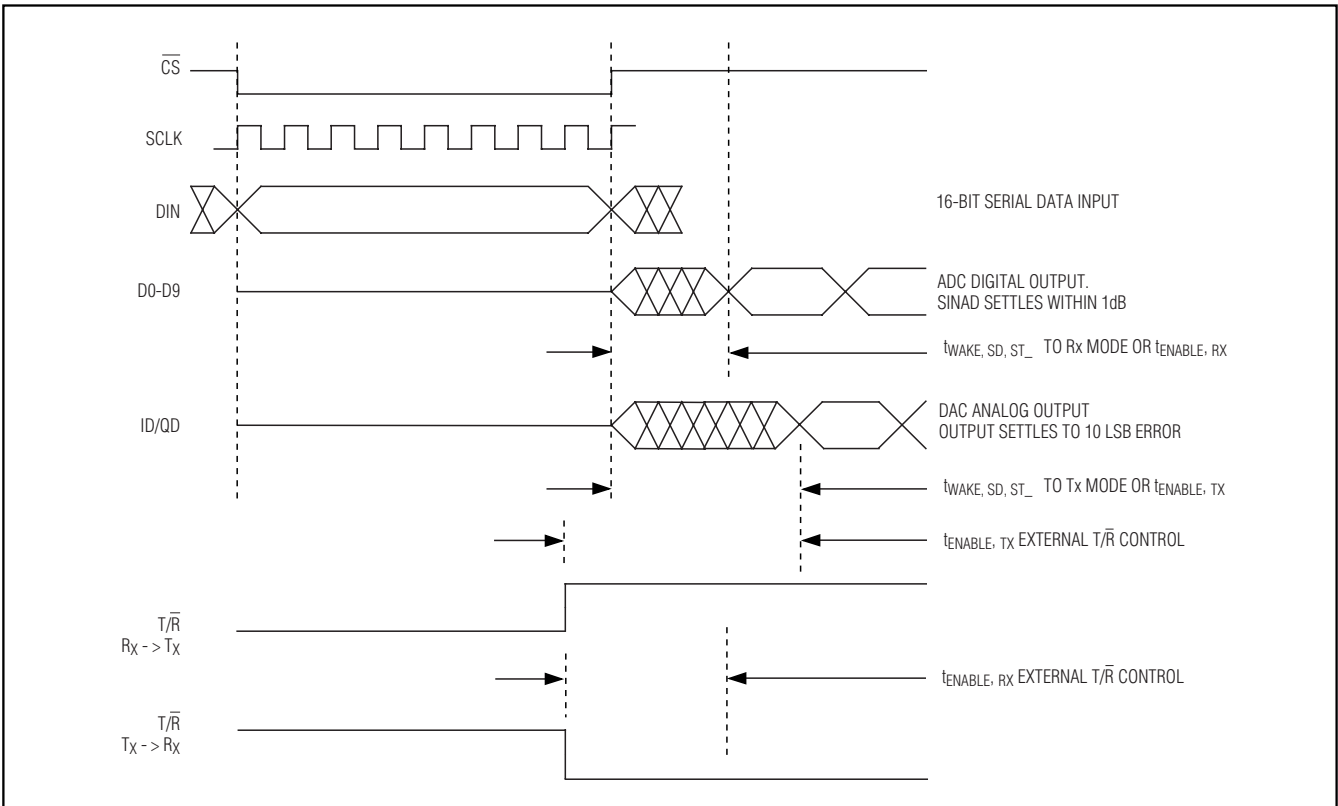 C̅S̅
SCLK
DIN
16-BIT SERIAL DATA INPUT
D0-D9
ADC DIGITAL OUTPUT.
SINAD SETTLES WITHIN 1dB
tWAKE, SD, ST_ TO Rx MODE OR tENABLE, RX
ID/QD
DAC ANALOG OUTPUT
OUTPUT SETTLES TO 10 LSB ERROR
tWAKE, SD, ST_ TO Tx MODE OR tENABLE, TX
tENABLE, TX EXTERNAL T/R̅ CONTROL
T/R̅
RX - > TX
tENABLE, RX EXTERNAL T/R̅ CONTROL
T/R̅
TX - > RX